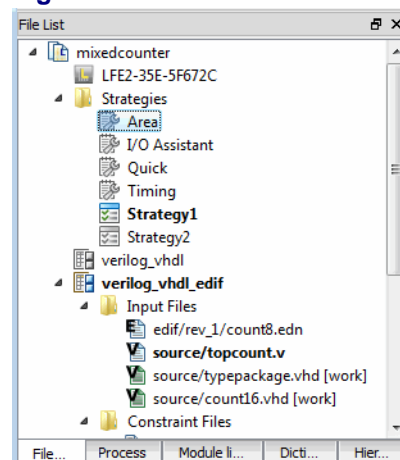 File List
mixedcounter
LFE2-35E-5F672C
Strategies
Area
I/O Assistant
Quick
Timing
Strategy1
Strategy2
verilog_vhdl
verilog_vhdl_edif
Input Files
edif/rev_1/count8.edn
source/topcount.v
source/typepackage.vhd [work]
source/count16.vhd [work]
Constraint Files
File... Process Module li... Dicti... Hier...